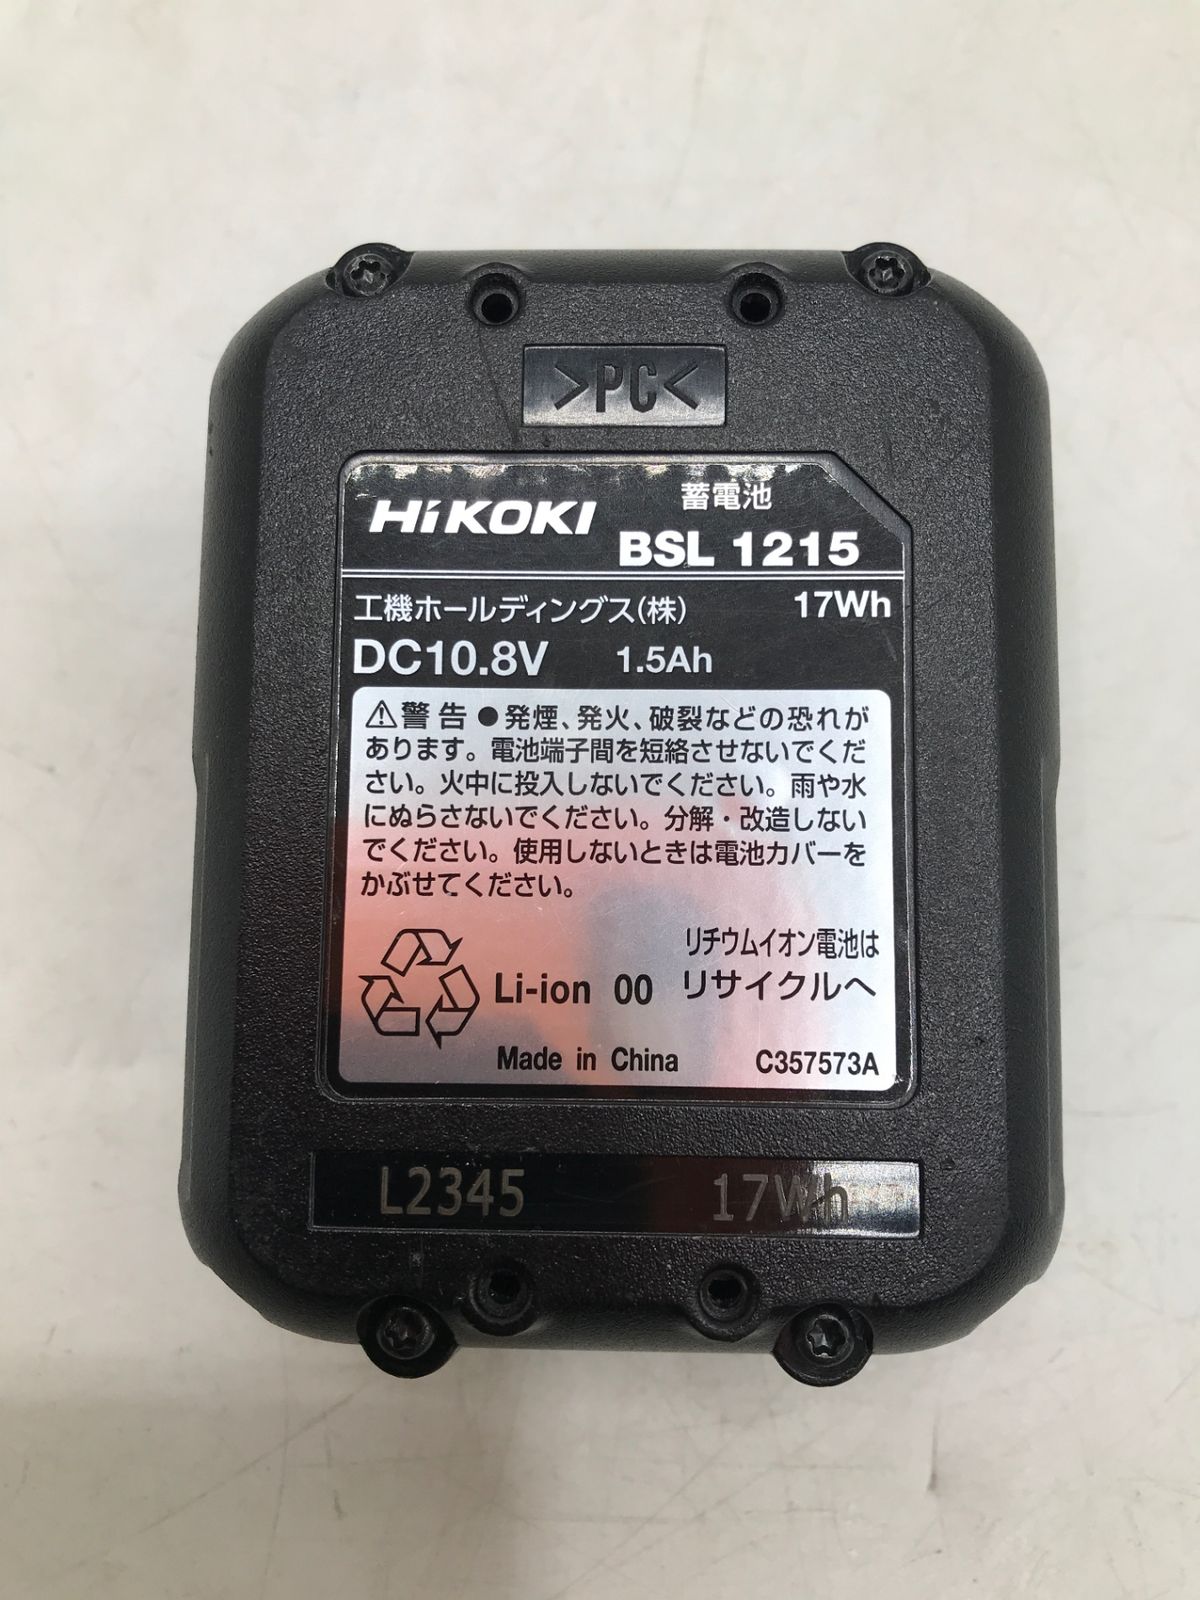 >PC<
HiKOKI 蓄電池
BSL 1215
工機ホールディングス(株) 17Wh
DC10.8V 1.5Ah
⚠警告 ●発煙、発火、破裂などの恐れが
あります。電池端子間を短絡させないでくだ
さい。火中に投入しないでください。雨や水
にぬらさないでください。分解・改造しない
でください。使用しないときは電池カバーを
かぶせてください。
リチウムイオン電池は
Li-ion 00 リサイクルへ
Made in China C357573A
L2345 17Wh